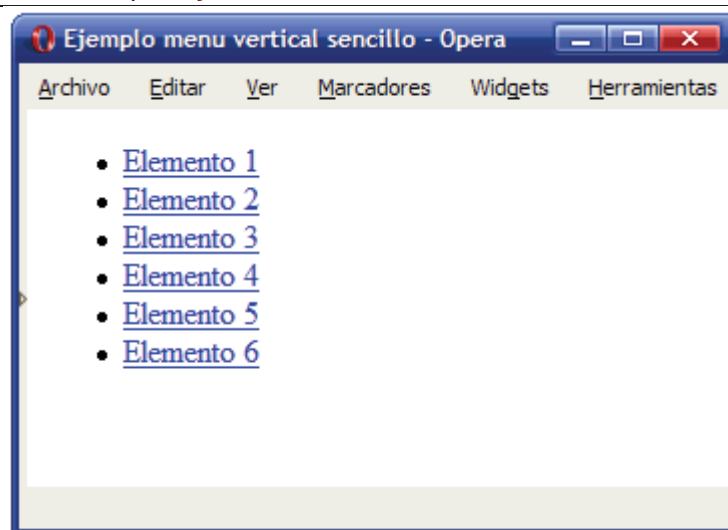 Ejemplo menu vertical sencillo - Opera
Archivo Editar Ver Marcadores Widgets Herramientas
• Elemento 1
• Elemento 2
• Elemento 3
• Elemento 4
• Elemento 5
• Elemento 6